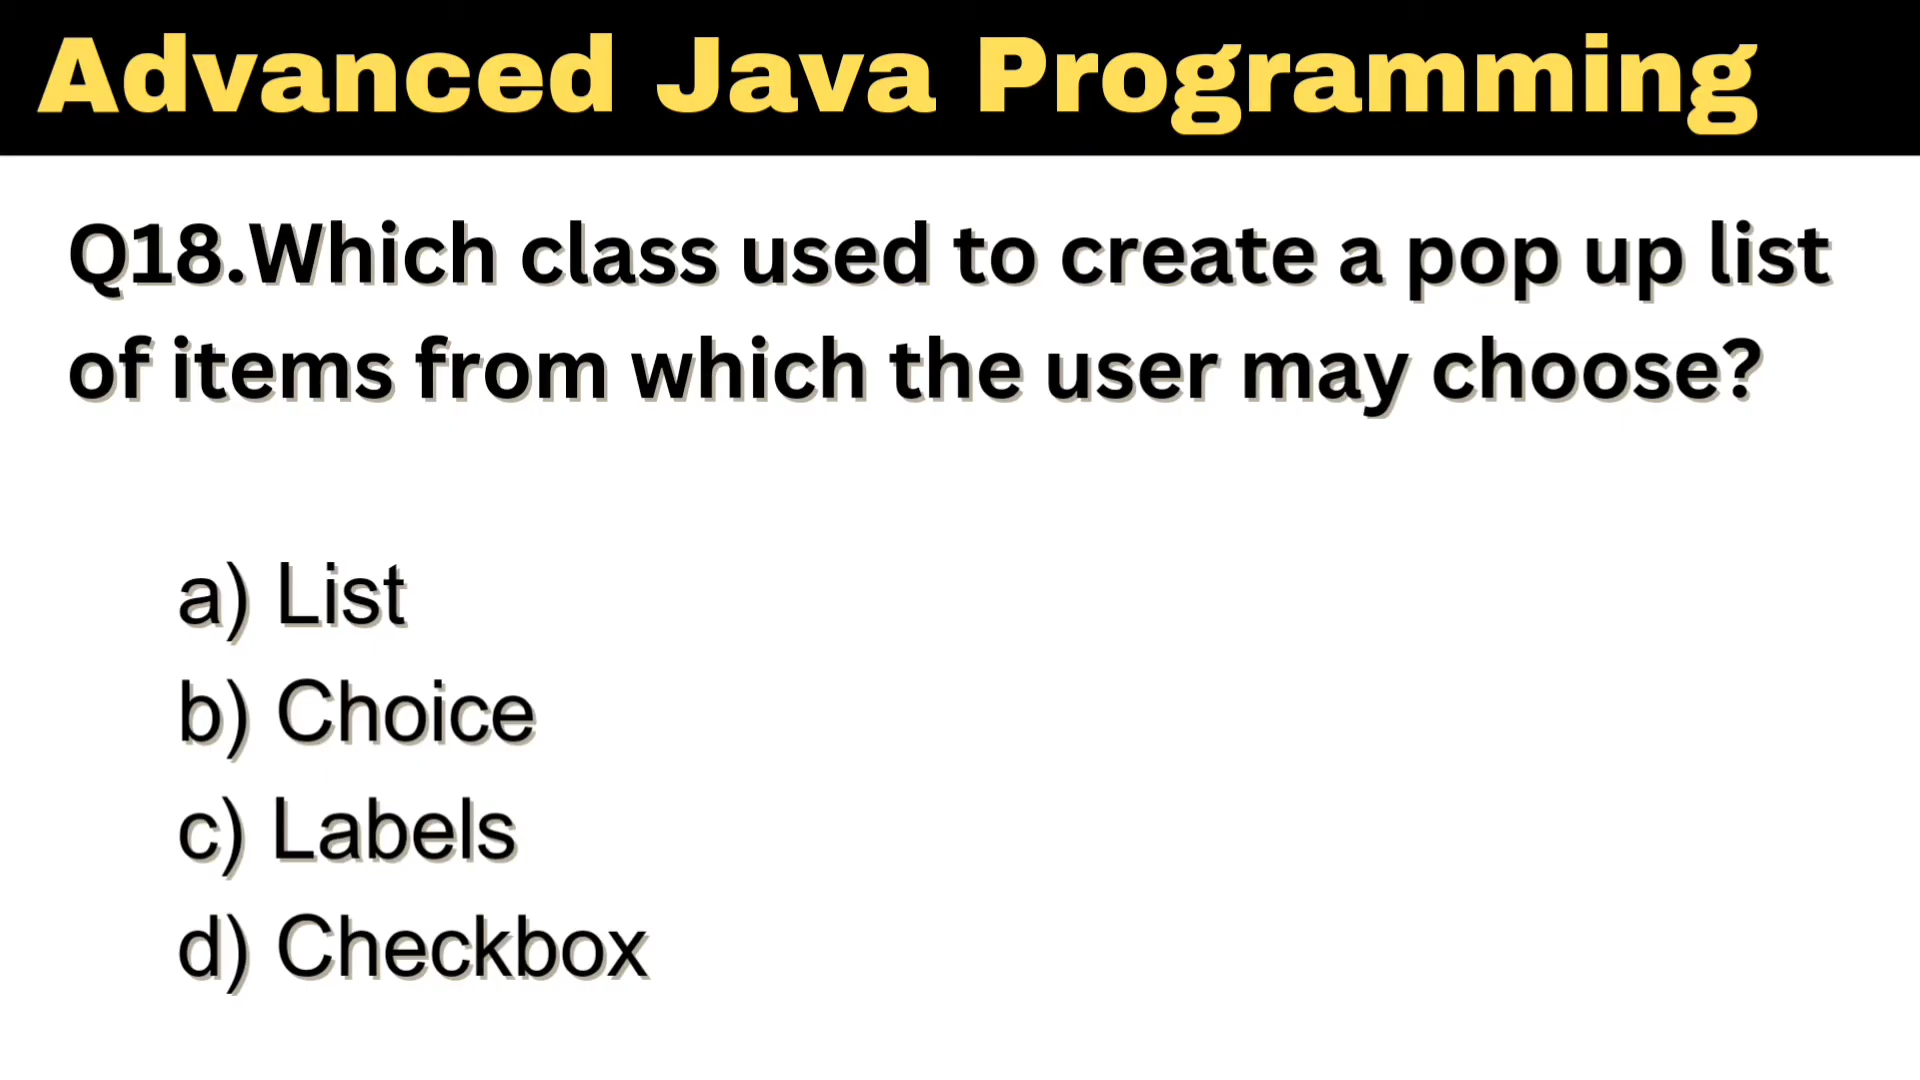 Advanced Java Programming
Q18.Which class used to create a pop up list
of items from which the user may choose?
a) List
b) Choice
c) Labels
d) Checkbox